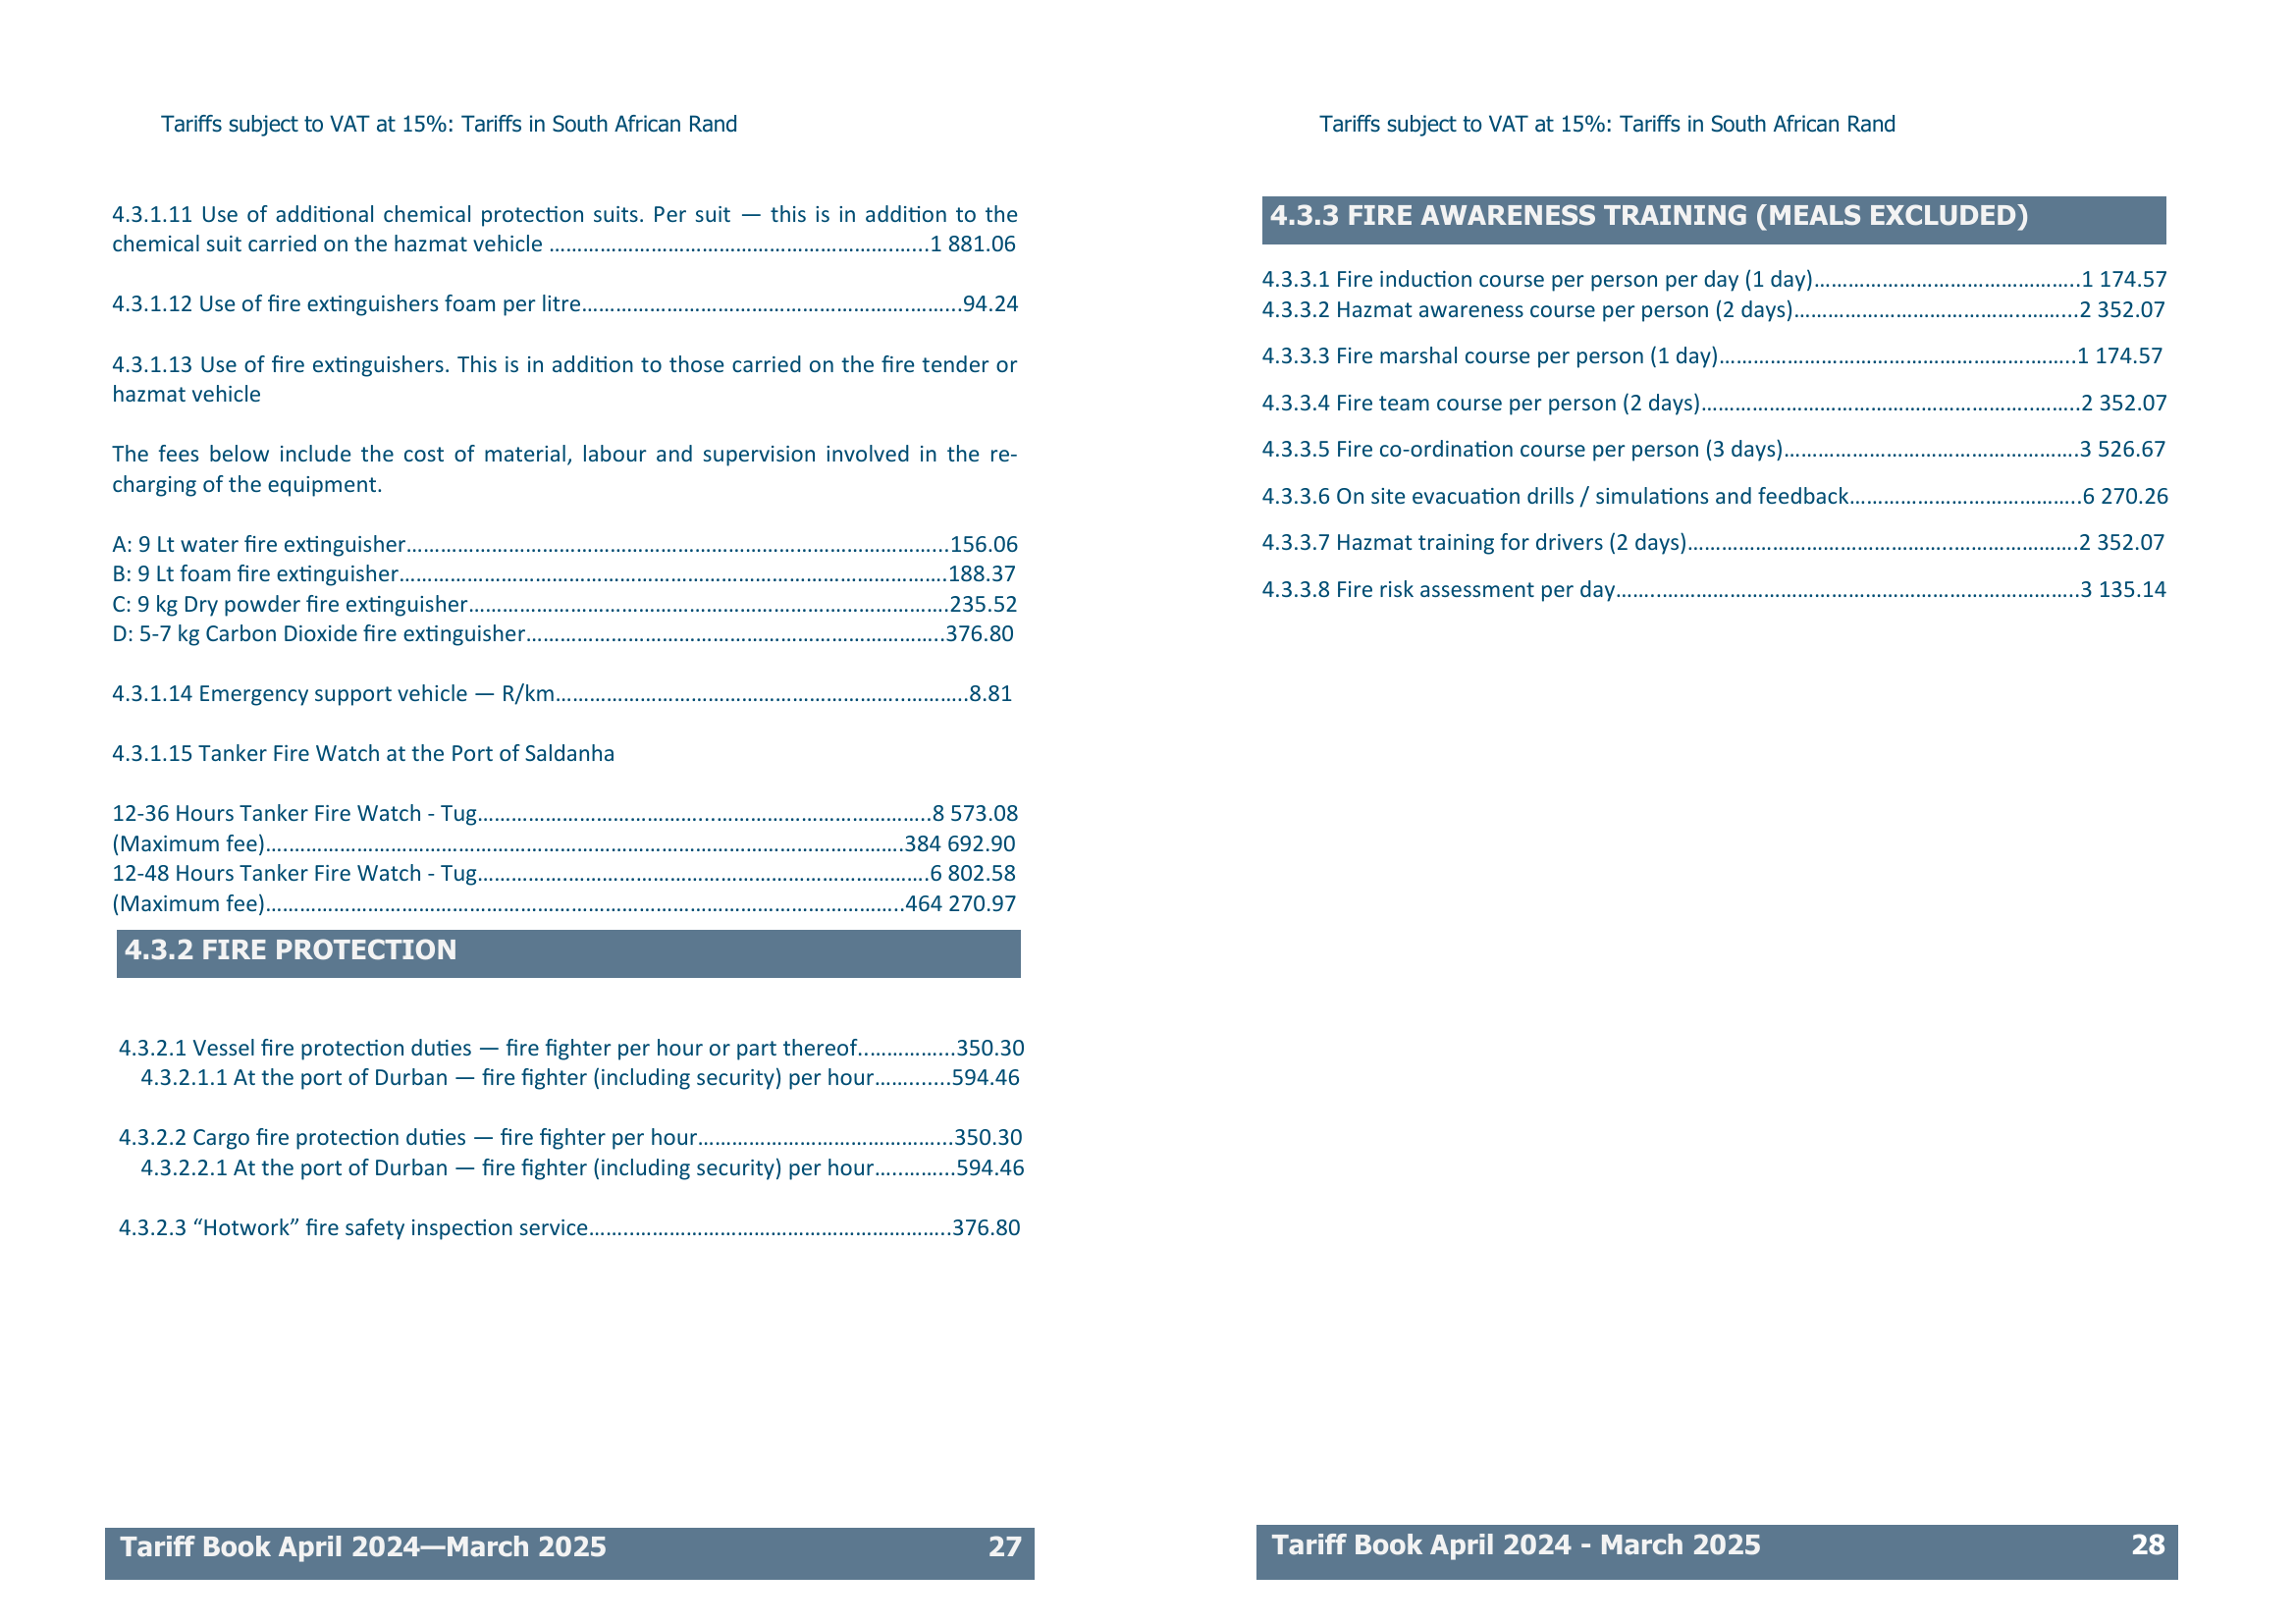 Tariffs subject to VAT at 15%: Tariffs in South African Rand
4.3.1.11 Use of additional chemical protection suits. Per suit — this is in addition to the
chemical suit carried on the hazmat vehicle ………………………………………….…...1 881.06
4.3.1.12 Use of fire extinguishers foam per litre………………………………………..……...94.24
4.3.1.13 Use of fire extinguishers. This is in addition to those carried on the fire tender or
hazmat vehicle
The fees below include the cost of material, labour and supervision involved in the re-
charging of the equipment.
A: 9 Lt water fire extinguisher………………………………………………………………………...156.06
B: 9 Lt foam fire extinguisher………………………………………………………………………….188.37
C: 9 kg Dry powder fire extinguisher……………………………………………………………….235.52
D: 5-7 kg Carbon Dioxide fire extinguisher………………………………………………………..376.80
4.3.1.14 Emergency support vehicle — R/km……………………………………….………..8.81
4.3.1.15 Tanker Fire Watch at the Port of Saldanha
12-36 Hours Tanker Fire Watch - Tug…………………………...…………………………..8 573.08
(Maximum fee)….………………………………………………………………………………….384 692.90
12-48 Hours Tanker Fire Watch - Tug………….……………………………………………….6 802.58
(Maximum fee)……………………………………………………………………………………..464 270.97
4.3.2 FIRE PROTECTION
4.3.2.1 Vessel fire protection duties — fire fighter per hour or part thereof..………...350.30
4.3.2.1.1 At the port of Durban — fire fighter (including security) per hour…….....594.46
4.3.2.2 Cargo fire protection duties — fire fighter per hour………………………………...350.30
4.3.2.2.1 At the port of Durban — fire fighter (including security) per hour….……...594.46
4.3.2.3 “Hotwork” fire safety inspection service…..………………………………………..376.80
Tariff Book April 2024—March 2025 27
Tariffs subject to VAT at 15%: Tariffs in South African Rand
4.3.3 FIRE AWARENESS TRAINING (MEALS EXCLUDED)
4.3.3.1 Fire induction course per person per day (1 day)………………………………..1 174.57
4.3.3.2 Hazmat awareness course per person (2 days)…………………………..……...2 352.07
4.3.3.3 Fire marshal course per person (1 day)………………………………………..…..1 174.57
4.3.3.4 Fire team course per person (2 days)…………………………………………..…..2 352.07
4.3.3.5 Fire co-ordination course per person (3 days)…………………………………...3 526.67
4.3.3.6 On site evacuation drills / simulations and feedback…………………………..6 270.26
4.3.3.7 Hazmat training for drivers (2 days)………………………………..…………….2 352.07
4.3.3.8 Fire risk assessment per day…..…………………………………………………..3 135.14
Tariff Book April 2024 - March 2025 28